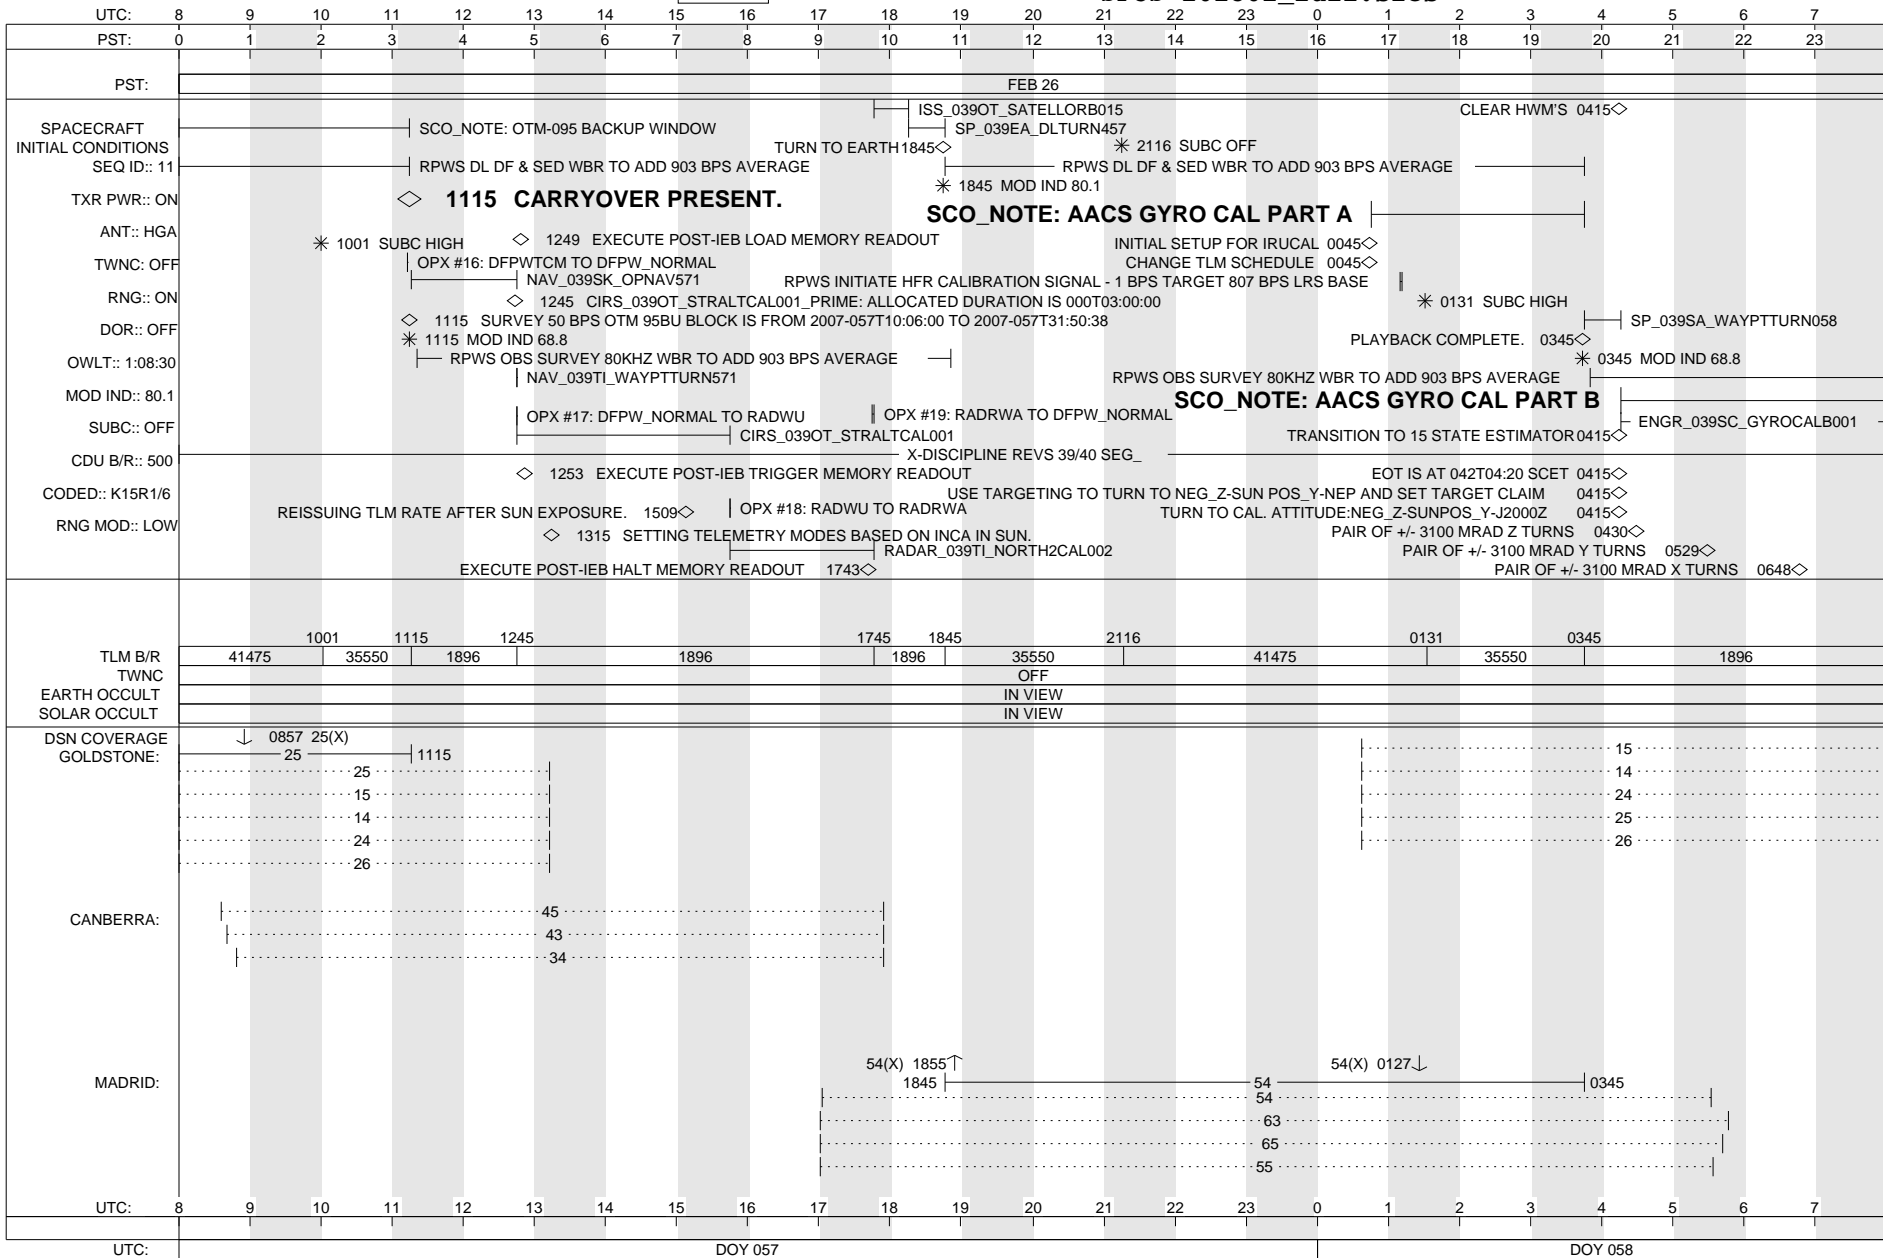 UTC: 8 9 10 11 12 13 14 15 16 17 18 19 20 21 22 23 0 1 2 3 4 5 6 7
PST: 0 1 2 3 4 5 6 7 8 9 10 11 12 13 14 15 16 17 18 19 20 21 22 23
PST: FEB 26
ISS_039OT_SATELLORB015 CLEAR HWM'S 0415
SPACECRAFT SCO_NOTE: OTM-095 BACKUP WINDOW SP_039EA_DLTURN457
INITIAL CONDITIONS TURN TO EARTH 1845 2116 SUBC OFF
SEQ ID:: 11 RPWS DL DF & SED WBR TO ADD 903 BPS AVERAGE RPWS DL DF & SED WBR TO ADD 903 BPS AVERAGE
1845 MOD IND 80.1
TXR PWR:: ON 1115 CARRYOVER PRESENT.
SCO_NOTE: AACS GYRO CAL PART A
ANT:: HGA
1001 SUBC HIGH 1249 EXECUTE POST-IEB LOAD MEMORY READOUT INITIAL SETUP FOR IRUCAL 0045
TWNC: OFF OPX #16: DFPWTCM TO DFPW_NORMAL CHANGE TLM SCHEDULE 0045
NAV_039SK_OPNAV571 RPWS INITIATE HFR CALIBRATION SIGNAL - 1 BPS TARGET 807 BPS LRS BASE
RNG:: ON 1245 CIRS_039OT_STRALTCAL001_PRIME: ALLOCATED DURATION IS 000T03:00:00 0131 SUBC HIGH
1115 SURVEY 50 BPS OTM 95BU BLOCK IS FROM 2007-057T10:06:00 TO 2007-057T31:50:38 SP_039SA_WAYPTTURN058
DOR:: OFF
1115 MOD IND 68.8 PLAYBACK COMPLETE. 0345
OWLT:: 1:08:30 RPWS OBS SURVEY 80KHZ WBR TO ADD 903 BPS AVERAGE 0345 MOD IND 68.8
NAV_039TI_WAYPTTURN571 RPWS OBS SURVEY 80KHZ WBR TO ADD 903 BPS AVERAGE
MOD IND:: 80.1 SCO_NOTE: AACS GYRO CAL PART B
OPX #17: DFPW_NORMAL TO RADWU OPX #19: RADRWA TO DFPW_NORMAL ENGR_039SC_GYROCALB001
SUBC:: OFF CIRS_039OT_STRALTCAL001 TRANSITION TO 15 STATE ESTIMATOR 0415
CDU B/R:: 500 X-DISCIPLINE REVS 39/40 SEG_
1253 EXECUTE POST-IEB TRIGGER MEMORY READOUT EOT IS AT 042T04:20 SCET 0415
CODED:: K15R1/6 USE TARGETING TO TURN TO NEG_Z-SUN POS_Y-NEP AND SET TARGET CLAIM 0415
REISSUING TLM RATE AFTER SUN EXPOSURE. 1509 OPX #18: RADWU TO RADRWA TURN TO CAL. ATTITUDE:NEG_Z-SUNPOS_Y-J2000Z 0415
RNG MOD:: LOW 1315 SETTING TELEMETRY MODES BASED ON INCA IN SUN. PAIR OF +/- 3100 MRAD Z TURNS 0430
RADAR_039TI_NORTH2CAL002 PAIR OF +/- 3100 MRAD Y TURNS 0529
EXECUTE POST-IEB HALT MEMORY READOUT 1743 PAIR OF +/- 3100 MRAD X TURNS 0648
1001 1115 1245 1745 1845 2116 0131 0345
TLM B/R 41475 35550 1896 1896 1896 35550 41475 35550 1896
TWNC OFF
EARTH OCCULT IN VIEW
SOLAR OCCULT IN VIEW
DSN COVERAGE 0857 25(X)
GOLDSTONE: 25 1115 15
25 14
15 24
14 25
24 26
26
CANBERRA: 45
43
34
54(X) 1855 54(X) 0127
MADRID: 1845 54 0345
54
63
65
55
UTC: 8 9 10 11 12 13 14 15 16 17 18 19 20 21 22 23 0 1 2 3 4 5 6 7
UTC: DOY 057 DOY 058